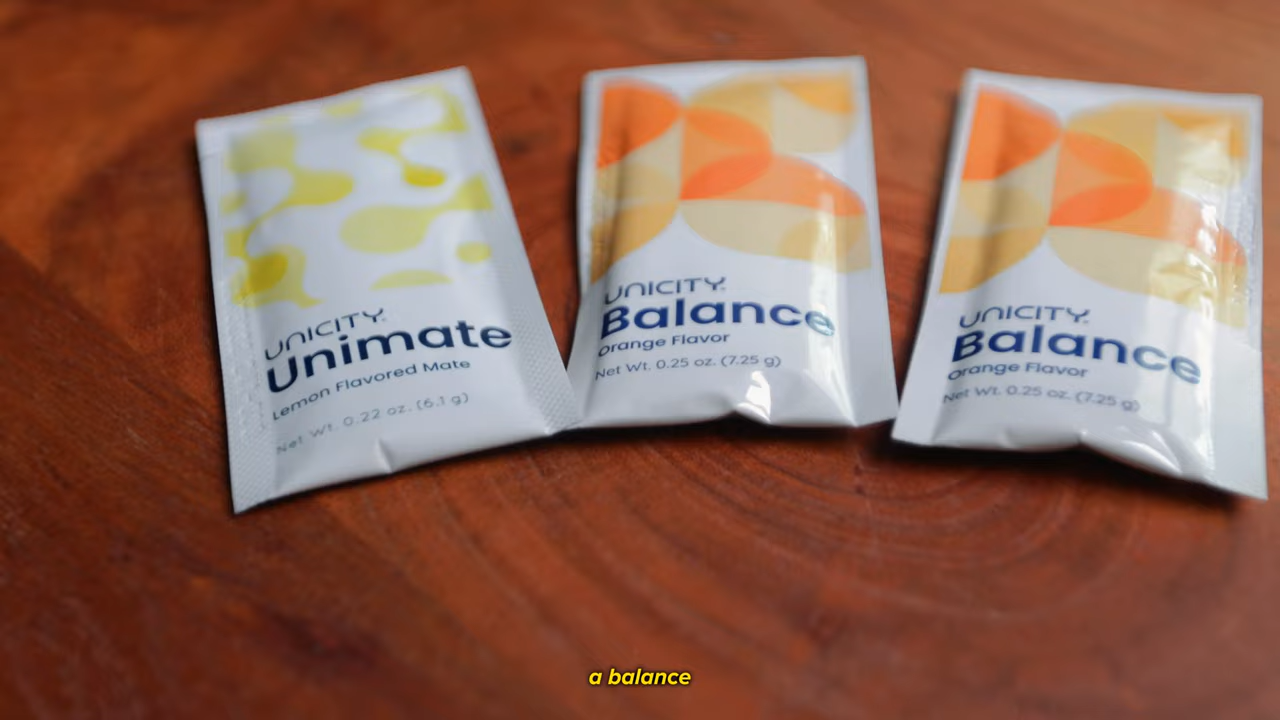 UNICITY.
Unimate
Lemon Flavored Mate
Net Wt. 0.22 oz. (6.1 g)
UNICITY.
Balance
Orange Flavor
Net Wt. 0.25 oz. (7.25 g)
UNICITY.
Balance
Orange Flavor
Net Wt. 0.25 oz. (7.25 g)
a balance